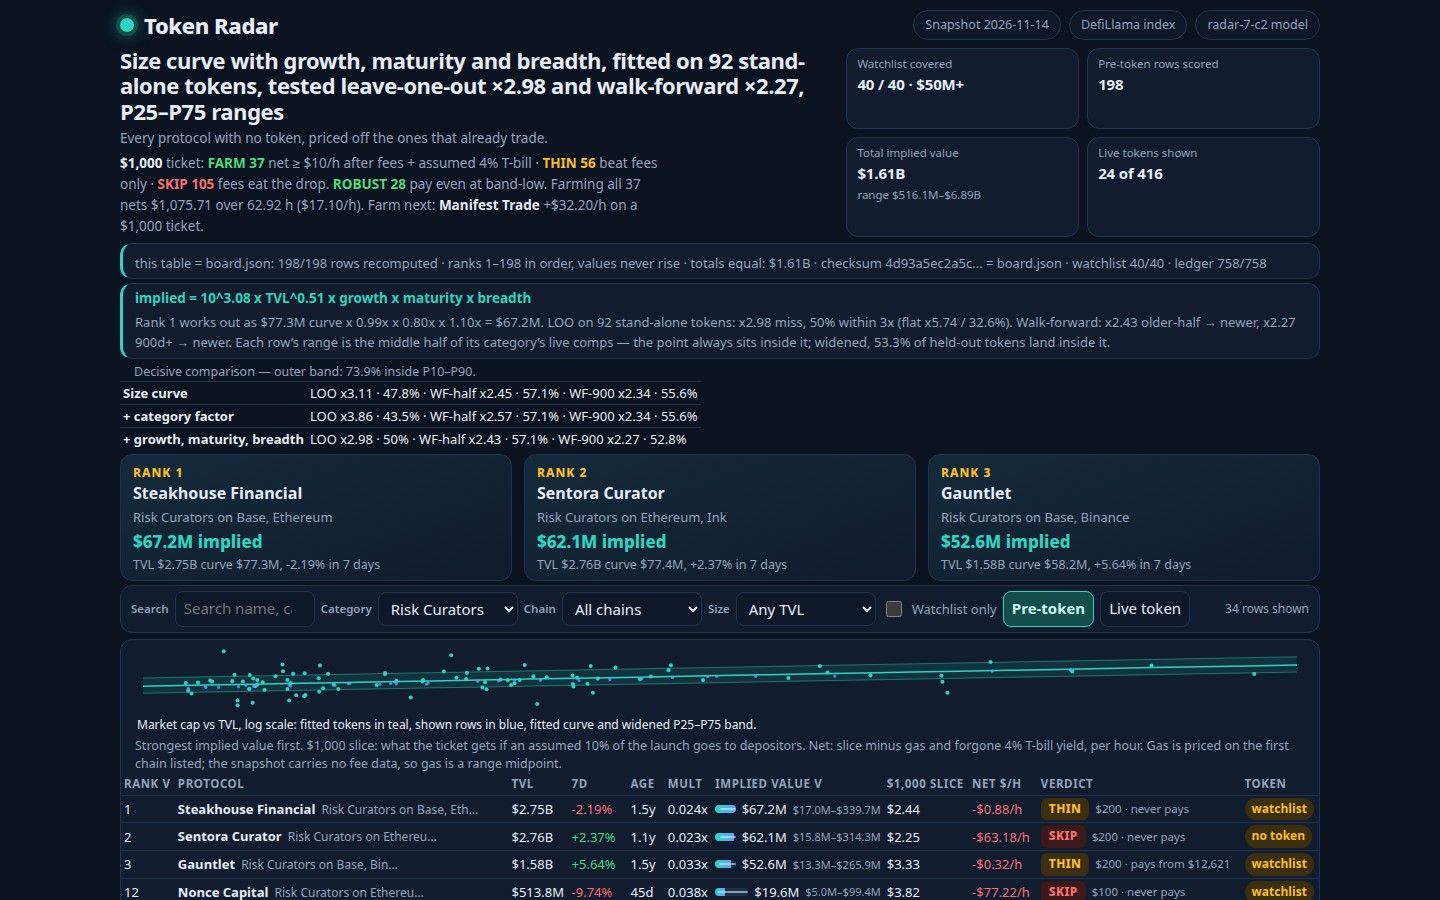 Token Radar
Snapshot 2026-11-14
DefiLlama index
radar-7-c2 model
Size curve with growth, maturity and breadth, fitted on 92 stand-
alone tokens, tested leave-one-out ×2.98 and walk-forward ×2.27,
P25–P75 ranges
Every protocol with no token, priced off the ones that already trade.
$1,000 ticket: FARM 37 net ≥ $10/h after fees + assumed 4% T-bill · THIN 56 beat fees
only · SKIP 105 fees eat the drop. ROBUST 28 pay even at band-low. Farming all 37
nets $1,075.71 over 62.92 h ($17.10/h). Farm next: Manifest Trade +$32.20/h on a
$1,000 ticket.
Watchlist covered
40 / 40 · $50M+
Pre-token rows scored
198
Total implied value
$1.61B
range $516.1M–$6.89B
Live tokens shown
24 of 416
this table = board.json: 198/198 rows recomputed · ranks 1–198 in order, values never rise · totals equal: $1.61B · checksum 4d93a5ec2a5c... = board.json · watchlist 40/40 · ledger 758/758
implied = 10^3.08 x TVL^0.51 x growth x maturity x breadth
Rank 1 works out as $77.3M curve x 0.99x x 0.80x x 1.10x = $67.2M. LOO on 92 stand-alone tokens: x2.98 miss, 50% within 3x (flat x5.74 / 32.6%). Walk-forward: x2.43 older-half → newer, x2.27
900d+ → newer. Each row's range is the middle half of its category's live comps — the point always sits inside it; widened, 53.3% of held-out tokens land inside it.
Decisive comparison — outer band: 73.9% inside P10–P90.
Size curve LOO x3.11 · 47.8% · WF-half x2.45 · 57.1% · WF-900 x2.34 · 55.6%
+ category factor LOO x3.86 · 43.5% · WF-half x2.57 · 57.1% · WF-900 x2.34 · 55.6%
+ growth, maturity, breadth LOO x2.98 · 50% · WF-half x2.43 · 57.1% · WF-900 x2.27 · 52.8%
RANK 1
Steakhouse Financial
Risk Curators on Base, Ethereum
$67.2M implied
TVL $2.75B curve $77.3M, -2.19% in 7 days
RANK 2
Sentora Curator
Risk Curators on Ethereum, Ink
$62.1M implied
TVL $2.76B curve $77.4M, +2.37% in 7 days
RANK 3
Gauntlet
Risk Curators on Base, Binance
$52.6M implied
TVL $1.58B curve $58.2M, +5.64% in 7 days
Search Search name, c Category Risk Curators Chain All chains Size Any TVL Watchlist only Pre-token Live token 34 rows shown
Market cap vs TVL, log scale: fitted tokens in teal, shown rows in blue, fitted curve and widened P25–P75 band.
Strongest implied value first. $1,000 slice: what the ticket gets if an assumed 10% of the launch goes to depositors. Net: slice minus gas and forgone 4% T-bill yield, per hour. Gas is priced on the first
chain listed; the snapshot carries no fee data, so gas is a range midpoint.
RANK V PROTOCOL TVL 7D AGE MULT IMPLIED VALUE V $1,000 SLICE NET $/H VERDICT TOKEN
1 Steakhouse Financial Risk Curators on Base, Eth... $2.75B -2.19% 1.5y 0.024x $67.2M $17.0M–$339.7M $2.44 -$0.88/h THIN $200 · never pays watchlist
2 Sentora Curator Risk Curators on Ethereu... $2.76B +2.37% 1.1y 0.023x $62.1M $15.8M–$314.3M $2.25 -$63.18/h SKIP $200 · never pays no token
3 Gauntlet Risk Curators on Base, Bin... $1.58B +5.64% 1.5y 0.033x $52.6M $13.3M–$265.9M $3.33 -$0.32/h THIN $200 · pays from $12,621 watchlist
12 Nonce Capital Risk Curators on Ethereu... $513.8M -9.74% 45d 0.038x $19.6M $5.0M–$99.4M $3.82 -$77.22/h SKIP $100 · never pays watchlist